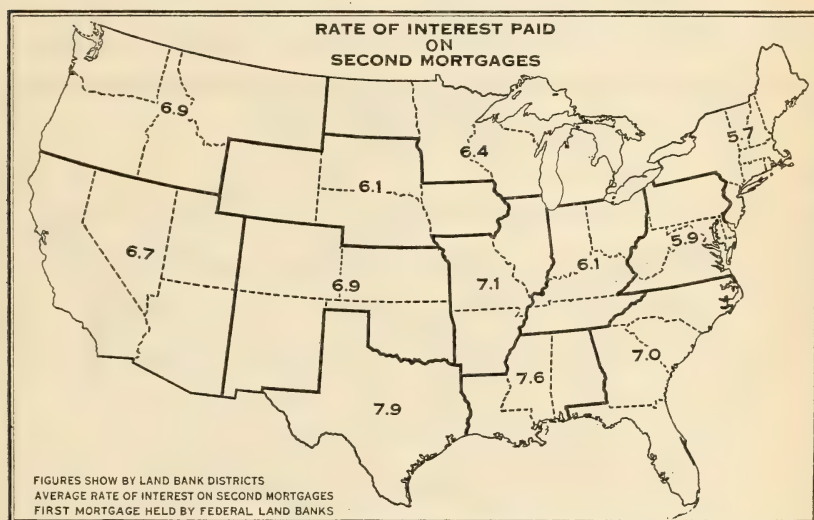 RATE OF INTEREST PAID
ON
SECOND MORTGAGES
6.9
6.4
5.7
6.1
5.9
6.7
6.9
7.1
6.1
7.6
7.0
7.9
FIGURES SHOW BY LAND BANK DISTRICTS
AVERAGE RATE OF INTEREST ON SECOND MORTGAGES
FIRST MORTGAGE HELD BY FEDERAL LAND BANKS